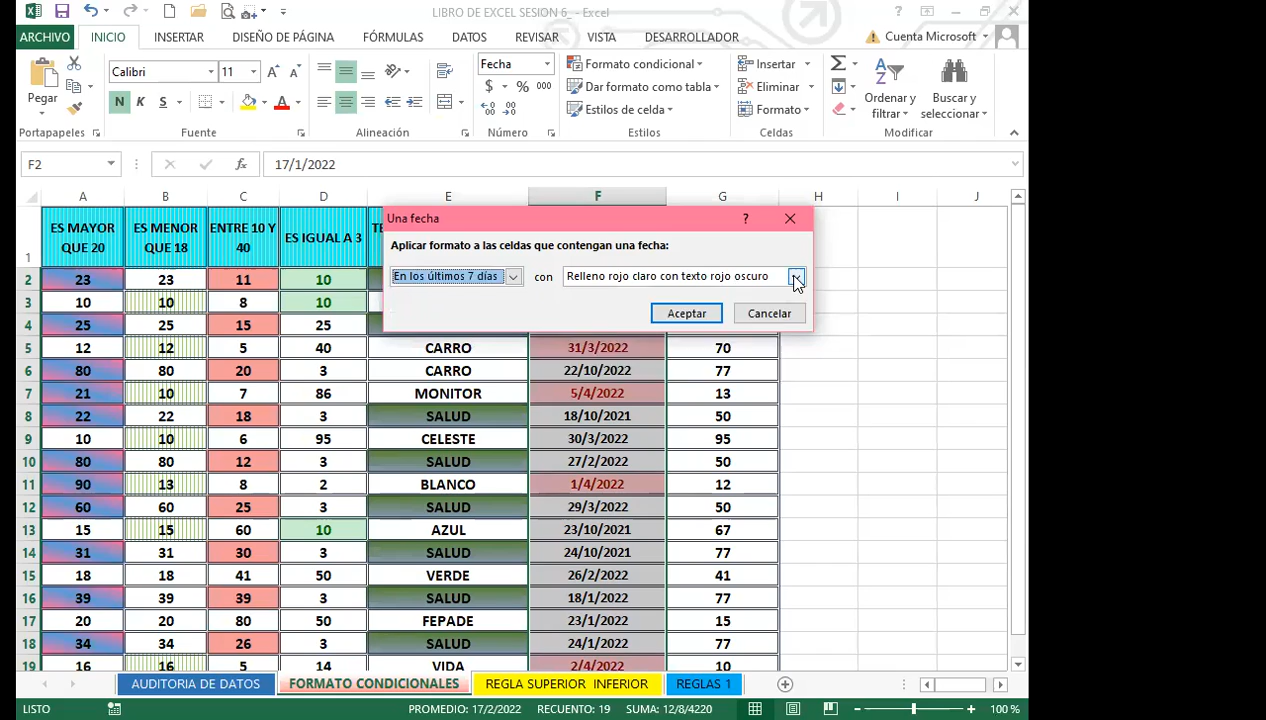 LIBRO DE EXCEL SESION 6_ - Excel
ARCHIVO INICIO INSERTAR DISEÑO DE PÁGINA FÓRMULAS DATOS REVISAR VISTA DESARROLLADOR Cuenta Microsoft
Pegar
Calibri 11
N K S
Fecha
$ % 000
Formato condicional
Dar formato como tabla
Estilos de celda
Insertar
Eliminar
Formato
Ordenar y filtrar
Buscar y seleccionar
Portapapeles Fuente Alineación Número Estilos Celdas Modificar
F2 fx 17/1/2022
A B C D E F G H I J
1 ES MAYOR QUE 20 ES MENOR QUE 18 ENTRE 10 Y 40 ES IGUAL A 3
Una fecha ?
Aplicar formato a las celdas que contengan una fecha:
En los últimos 7 días con Relleno rojo claro con texto rojo oscuro
Aceptar Cancelar
2 23 23 11 10
3 10 10 8 10
4 25 25 15 25
5 12 12 5 40 CARRO 31/3/2022 70
6 80 80 20 3 CARRO 22/10/2022 77
7 21 10 7 86 MONITOR 5/4/2022 13
8 22 22 18 3 SALUD 18/10/2021 50
9 10 10 6 95 CELESTE 30/3/2022 95
10 80 80 12 3 SALUD 27/2/2022 50
11 90 13 8 2 BLANCO 1/4/2022 12
12 60 60 25 3 SALUD 29/3/2022 50
13 15 15 60 10 AZUL 23/10/2021 67
14 31 31 30 3 SALUD 24/10/2021 77
15 18 18 41 50 VERDE 26/2/2022 41
16 39 39 39 3 SALUD 18/1/2022 77
17 20 20 80 50 FEPADE 23/1/2022 15
18 34 34 26 3 SALUD 24/1/2022 77
19 16 16 5 14 VIDA 2/4/2022 10
AUDITORIA DE DATOS FORMATO CONDICIONALES REGLA SUPERIOR INFERIOR REGLAS 1
LISTO PROMEDIO: 17/2/2022 RECUENTO: 19 SUMA: 12/8/4220 100 %